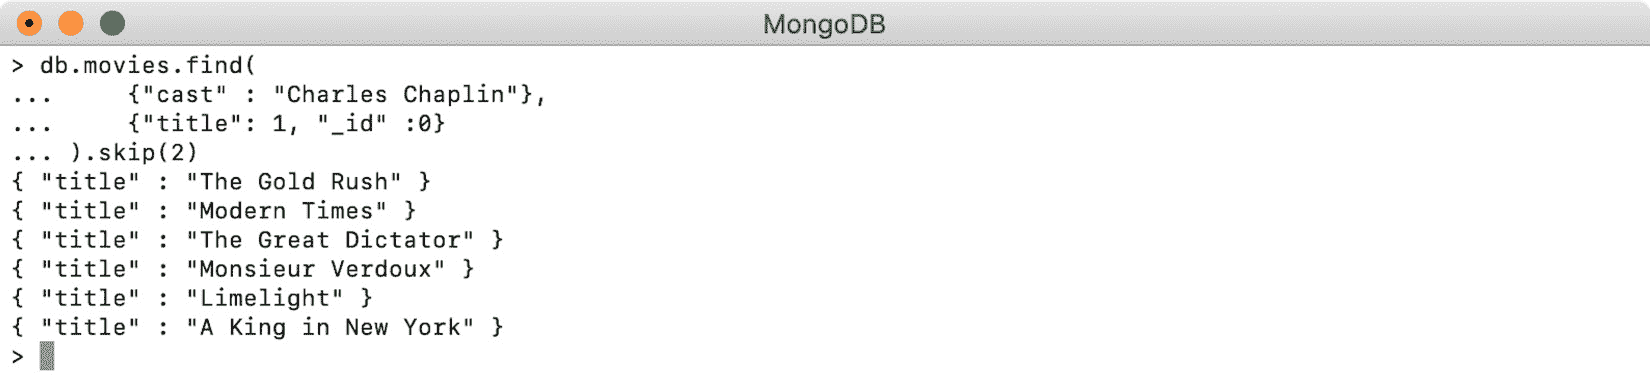 MongoDB
> db.movies.find(
...     {"cast" : "Charles Chaplin"},
...     {"title": 1, "_id" :0}
... ).skip(2)
{ "title" : "The Gold Rush" }
{ "title" : "Modern Times" }
{ "title" : "The Great Dictator" }
{ "title" : "Monsieur Verdoux" }
{ "title" : "Limelight" }
{ "title" : "A King in New York" }
>